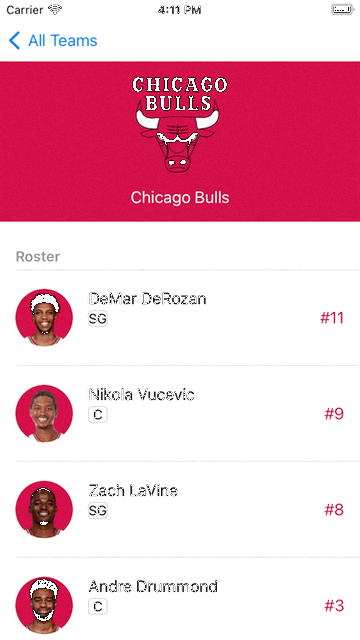 Carrier
4:11 PM
All Teams
CHICAGO
BULLS
Chicago Bulls
Roster
DeMar DeRozan
SG
#11
Nikola Vucevic
C
#9
Zach LaVine
SG
#8
Andre Drummond
C
#3